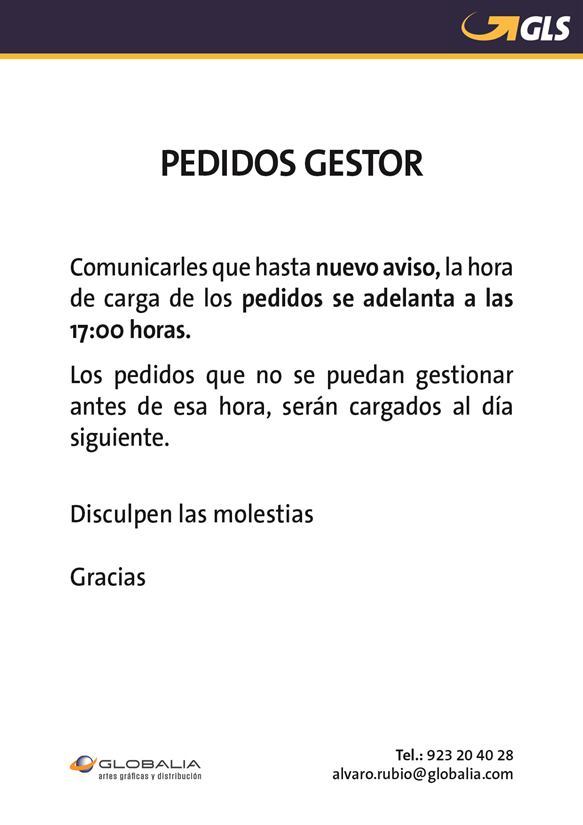 GLS
PEDIDOS GESTOR
Comunicarles que hasta nuevo aviso, la hora
de carga de los pedidos se adelanta a las
17:00 horas.
Los pedidos que no se puedan gestionar
antes de esa hora, serán cargados al día
siguiente.
Disculpen las molestias
Gracias
GLOBALIA
artes gráficas y distribución
Tel.: 923 20 40 28
alvaro.rubio@globalia.com